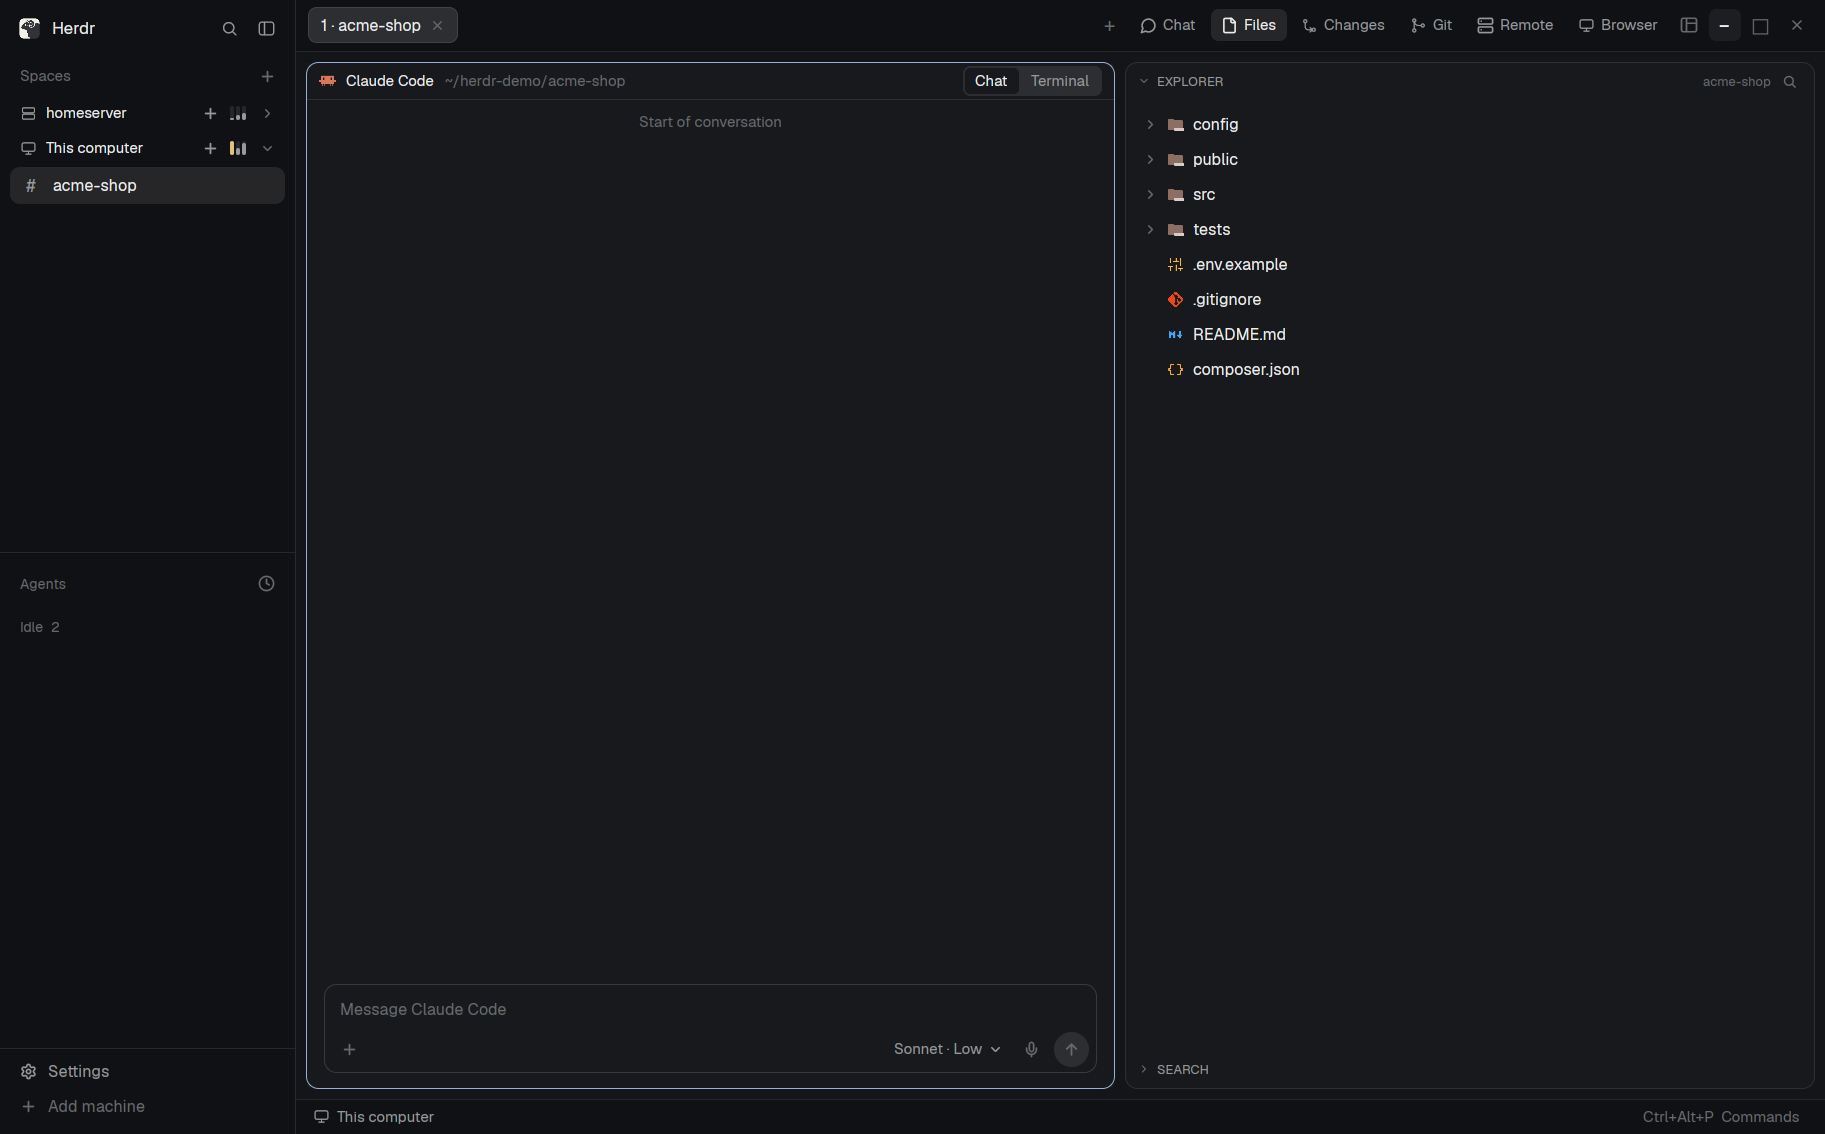 Herdr
Spaces
homeserver
This computer
# acme-shop
Agents
Idle 2
Settings
Add machine
1 · acme-shop
Chat
Files
Changes
Git
Remote
Browser
Claude Code ~/herdr-demo/acme-shop
Chat
Terminal
Start of conversation
Message Claude Code
Sonnet · Low
EXPLORER
acme-shop
config
public
src
tests
.env.example
.gitignore
README.md
composer.json
SEARCH
This computer
Ctrl+Alt+P Commands